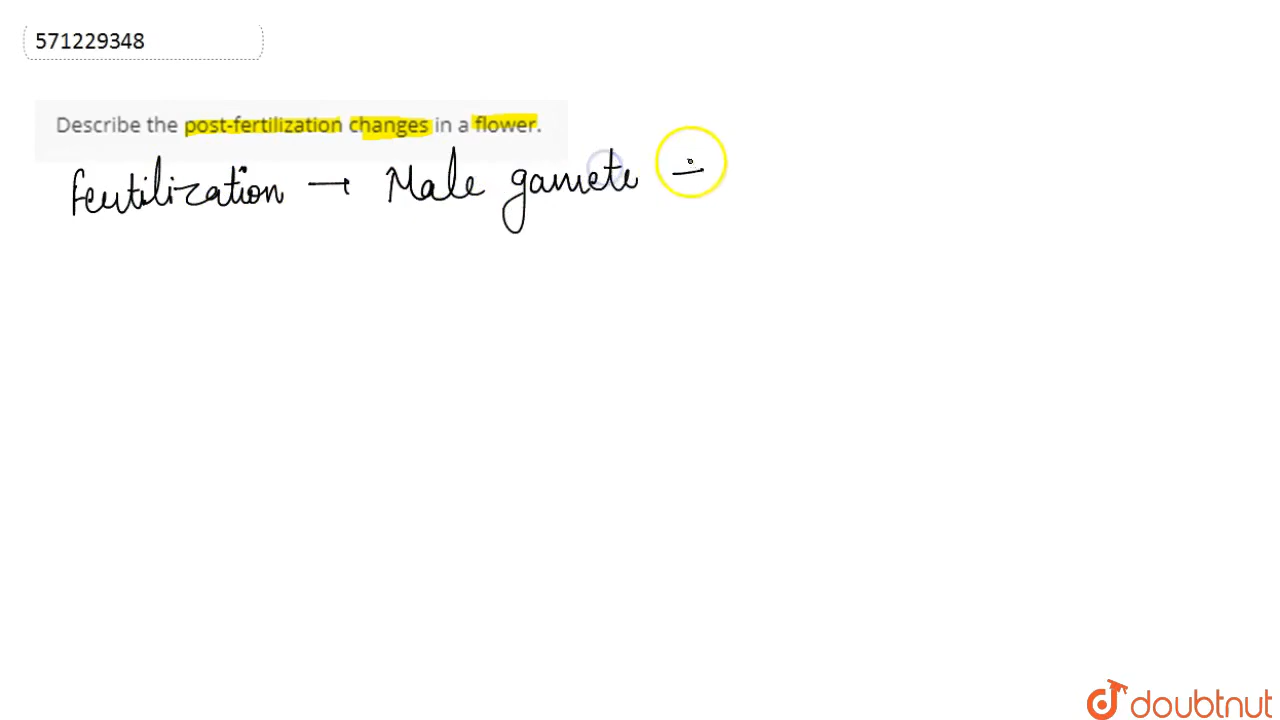 571229348
Describe the post-fertilization changes in a flower.
Fertilization → Male gamete
doubtnut